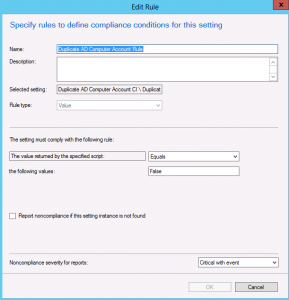 Edit Rule
Specify rules to define compliance conditions for this setting
Name:
Duplicate AD Computer Account Rule
Description:
Selected setting:
Duplicate AD Computer Account CI \ Duplicat
Rule type:
Value
The setting must comply with the following rule:
The value returned by the specified script:
Equals
the following values:
False
Report noncompliance if this setting instance is not found
Noncompliance severity for reports:
Critical with event
OK
Cancel